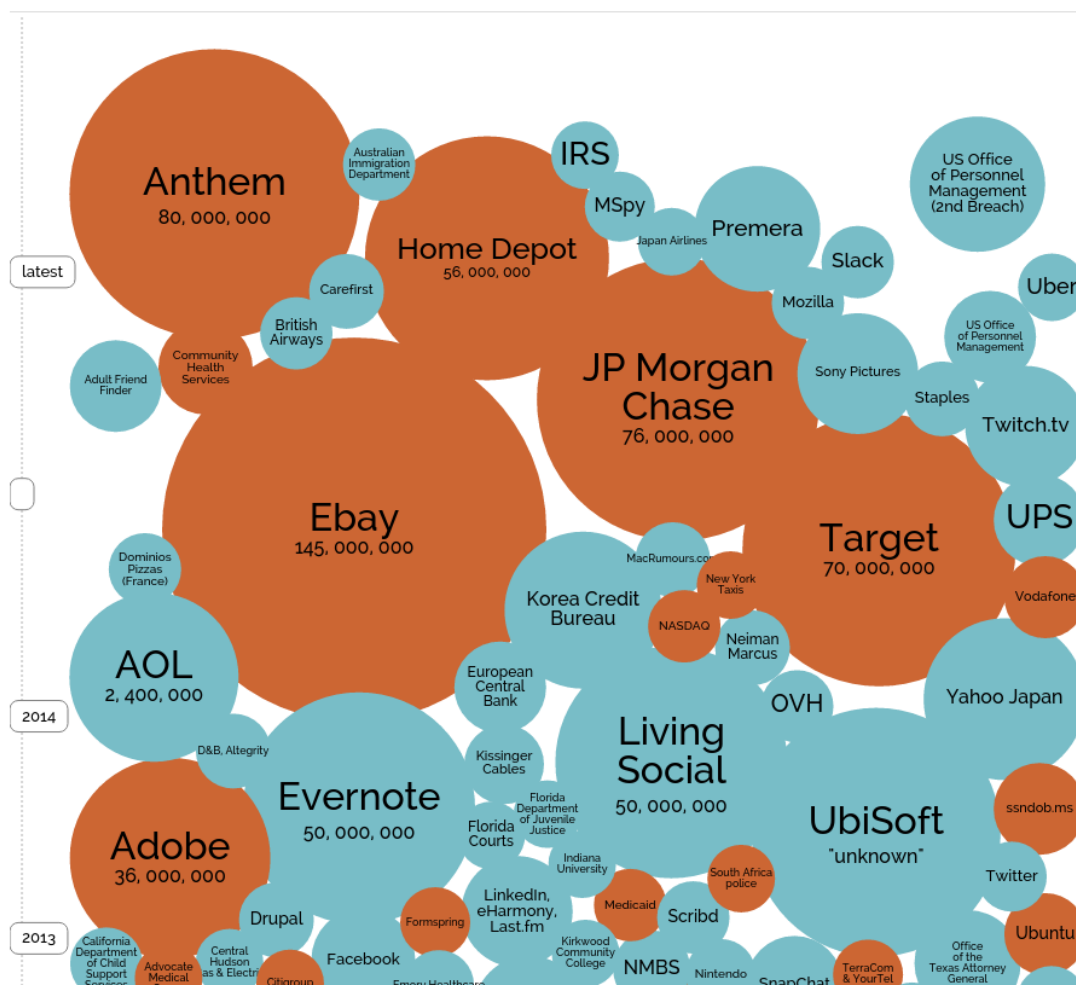 Anthem
80, 000, 000
Australian
Immigration
Department
Home Depot
56, 000, 000
IRS
MSpy
Japan Airlines
Premera
US Office
of Personnel
Management
(2nd Breach)
latest
Carefirst
British
Airways
Slack
Mozilla
Uber
US Office
of Personnel
Management
Adult Friend
Finder
Community
Health
Services
JP Morgan
Chase
76, 000, 000
Sony Pictures
Staples
Twitch.tv
Ebay
145, 000, 000
Target
70, 000, 000
UPS
Dominios
Pizzas
(France)
MacRumours.co
New York
Taxis
Vodafone
Korea Credit
Bureau
NASDAQ
Neiman
Marcus
AOL
2, 400, 000
European
Central
Bank
OVH
Yahoo Japan
2014
D&B, Altegrity
Kissinger
Cables
Living
Social
50, 000, 000
Evernote
50, 000, 000
Florida
Department
of Juvenile
Justice
Florida
Courts
UbiSoft
"unknown"
ssndob.ms
Adobe
36, 000, 000
Indiana
University
South Africa
police
Twitter
Drupal
Formspring
LinkedIn,
eHarmony,
Last.fm
Medicaid
Scribd
2013
California
Department
of Child
Support
Services
Advocate
Medical
Central
Hudson
as & Electri
Citigroup
Facebook
Emory Healthcare
Kirkwood
Community
College
NMBS
Nintendo
SnapChat
TerraCom
& YourTel
Office
of the
Texas Attorney
General
Ubuntu